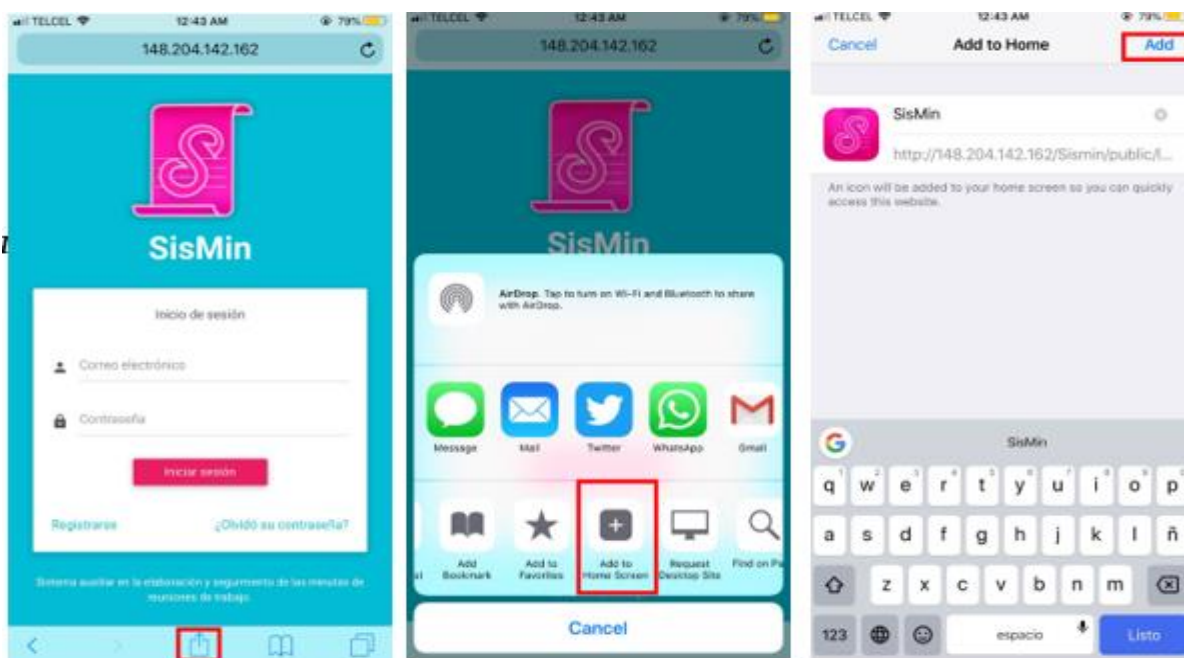 TELCEL 12:43 AM 79%
148.204.142.162
SisMin
Inicio de sesión
Correo electrónico
Contraseña
Iniciar sesión
Registrarse ¿Olvidó su contraseña?
Sistema auxiliar en la elaboración y seguimiento de las minutas de
reuniones de trabajo.
TELCEL 12:43 AM 79%
148.204.142.162
SisMin
AirDrop. Tap to turn on Wi-Fi and Bluetooth to share
with AirDrop.
Message Mail Twitter WhatsApp Gmail
Add Bookmark Add to Favorites Add to Home Screen Request Desktop Site Find on Pa
Cancel
TELCEL 12:43 AM 79%
Cancel Add to Home Add
SisMin
http://148.204.142.162/Sismin/public/l...
An icon will be added to your home screen so you can quickly
access this website.
SisMin
q w e r t y u i o p
a s d f g h j k l ñ
z x c v b n m
123 espacio Listo